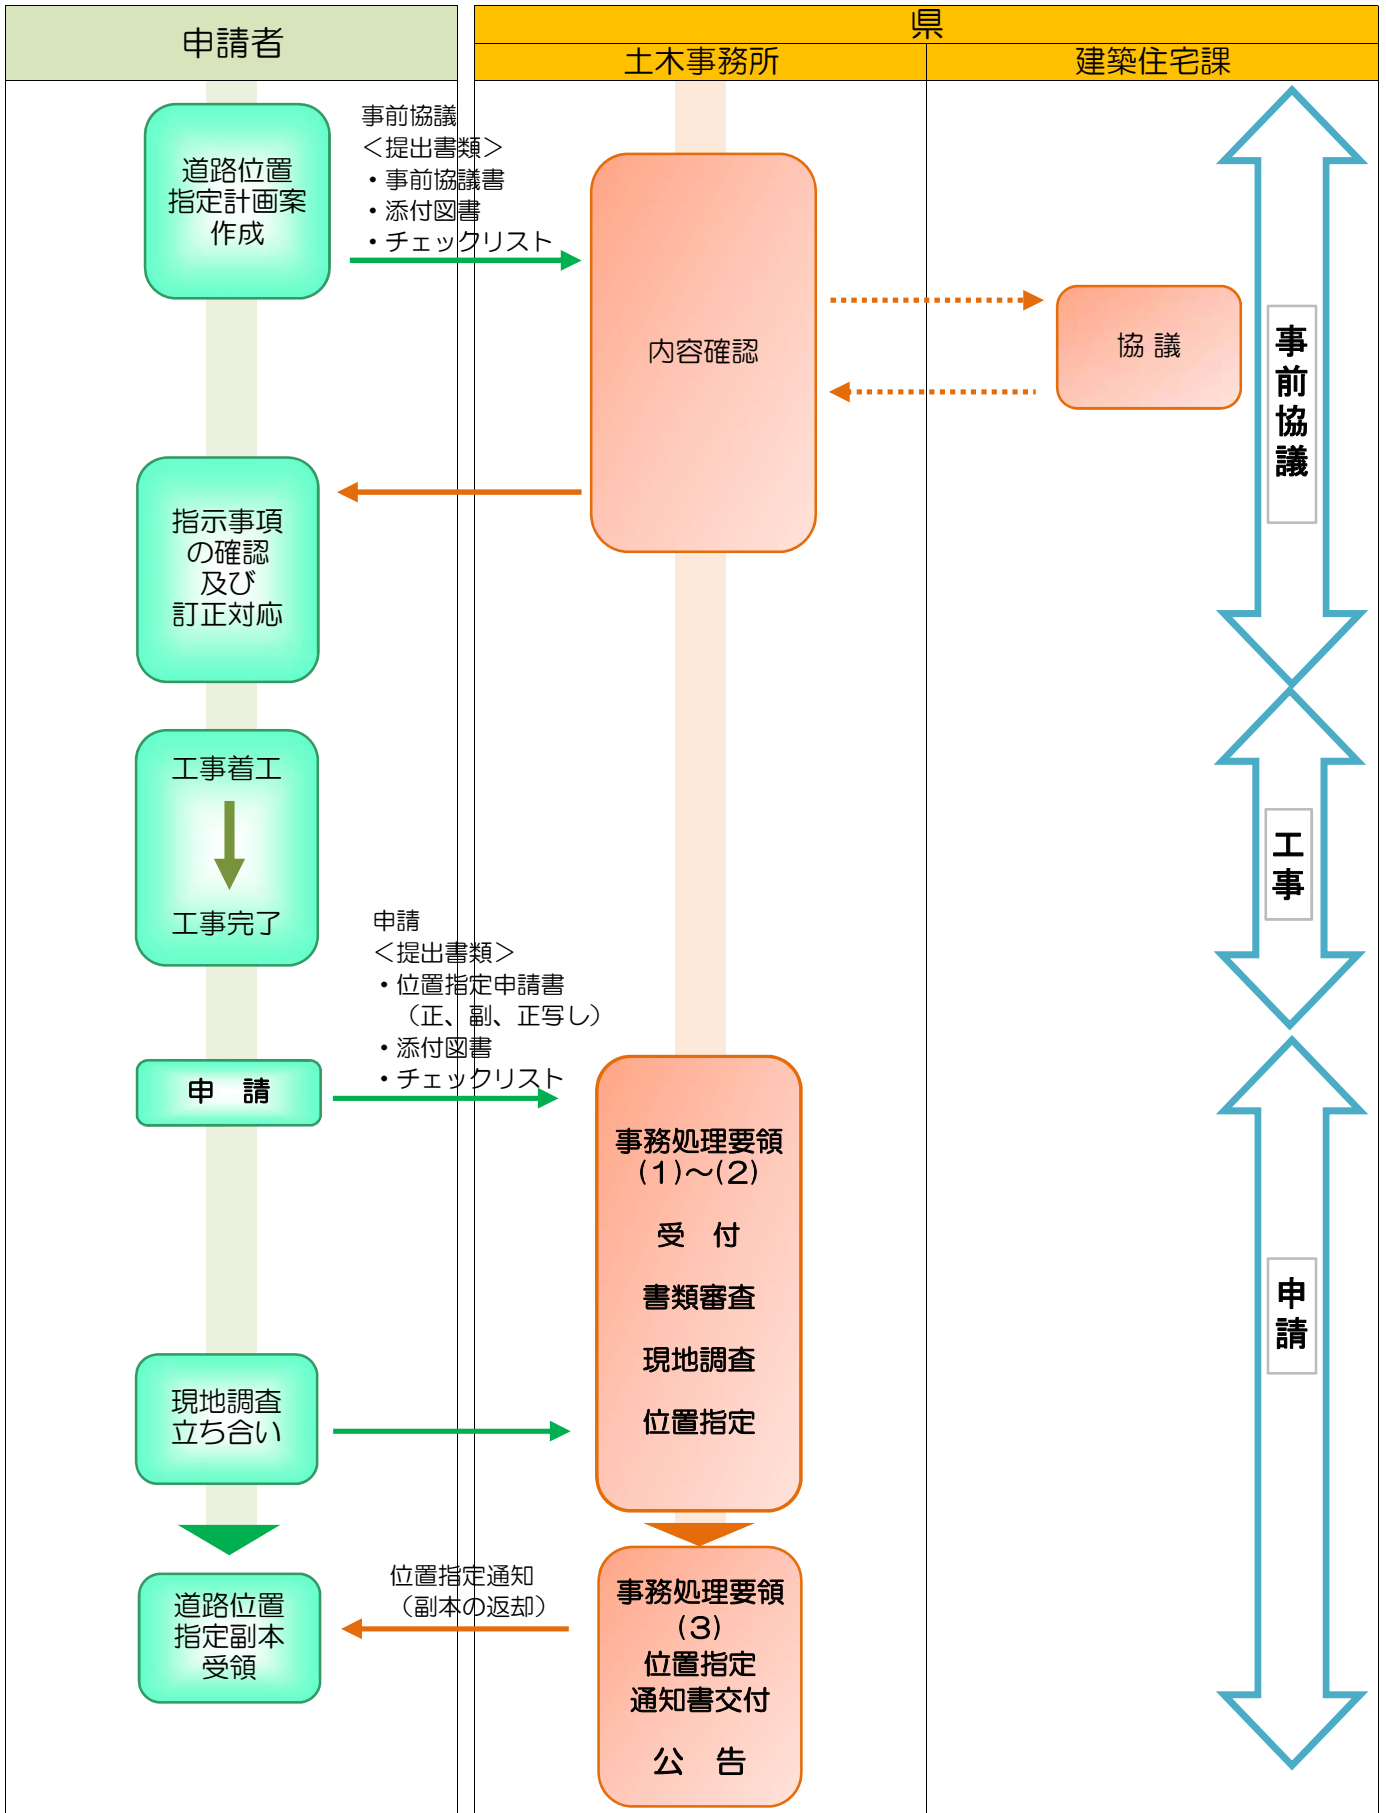 申請者
県
土木事務所
建築住宅課
道路位置
指定計画案
作成
事前協議
＜提出書類＞
・事前協議書
・添付図書
・チェックリスト
内容確認
協 議
事前協議
指示事項
の確認
及び
訂正対応
工事着工
工事完了
工事
申請
＜提出書類＞
・位置指定申請書
（正、副、正写し）
・添付図書
・チェックリスト
申　請
事務処理要領
(1)～(2)
受　付
書類審査
現地調査
位置指定
申請
現地調査
立ち合い
位置指定通知
（副本の返却）
道路位置
指定副本
受領
事務処理要領
(3)
位置指定
通知書交付
公　告